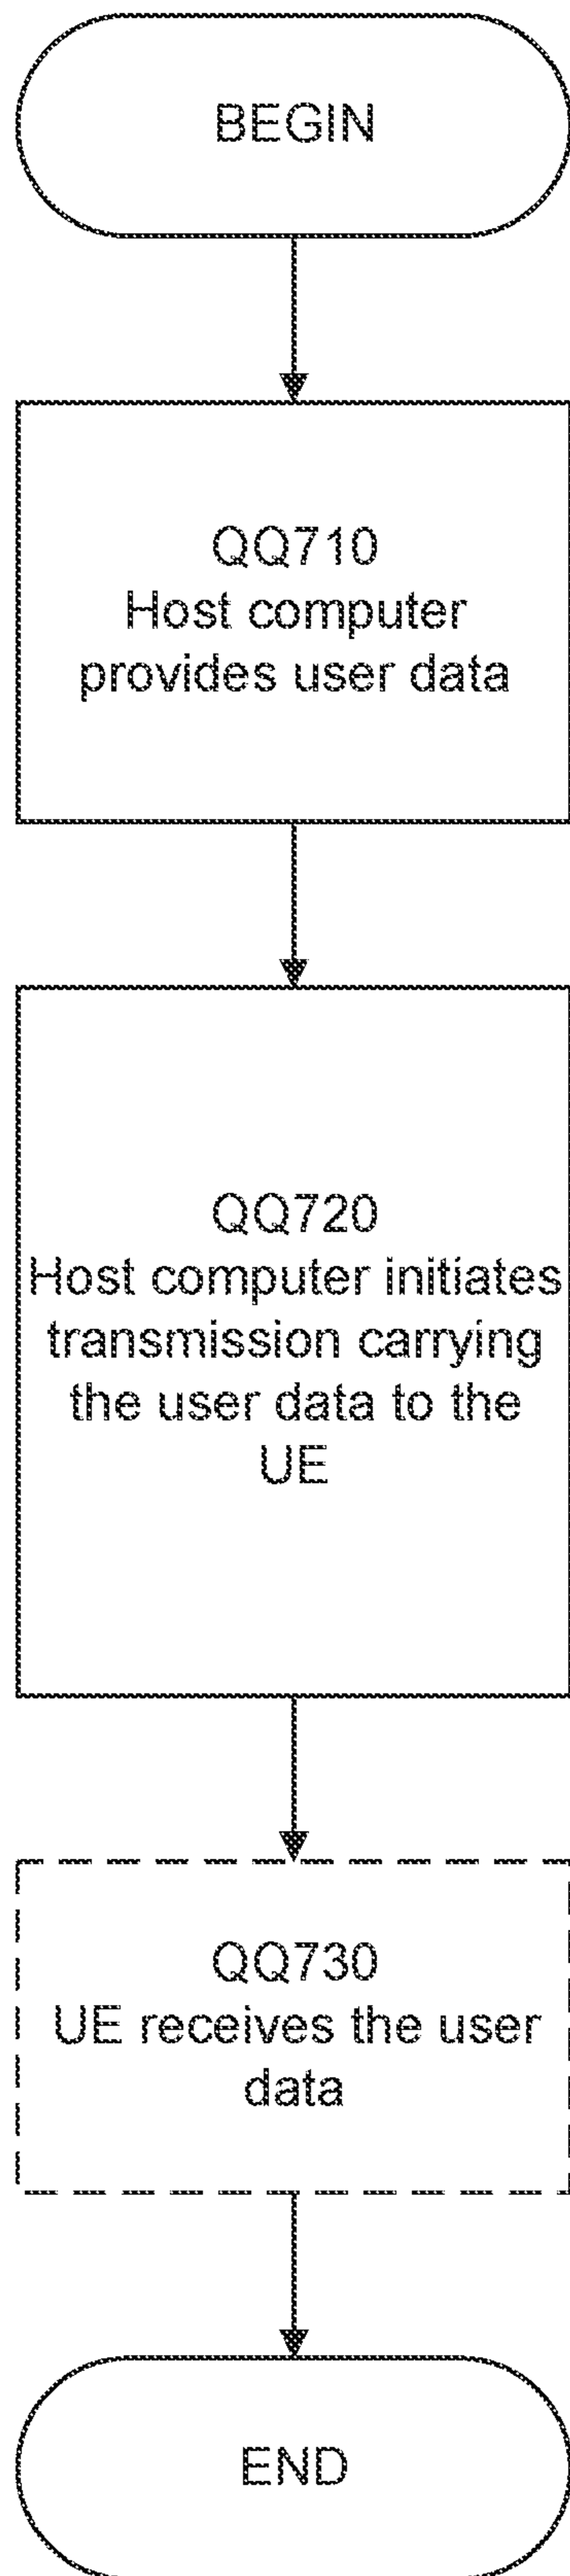 BEGIN
QQ710
Host computer
provides user data
QQ720
Host computer initiates
transmission carrying
the user data to the
UE
QQ730
UE receives the user
data
END